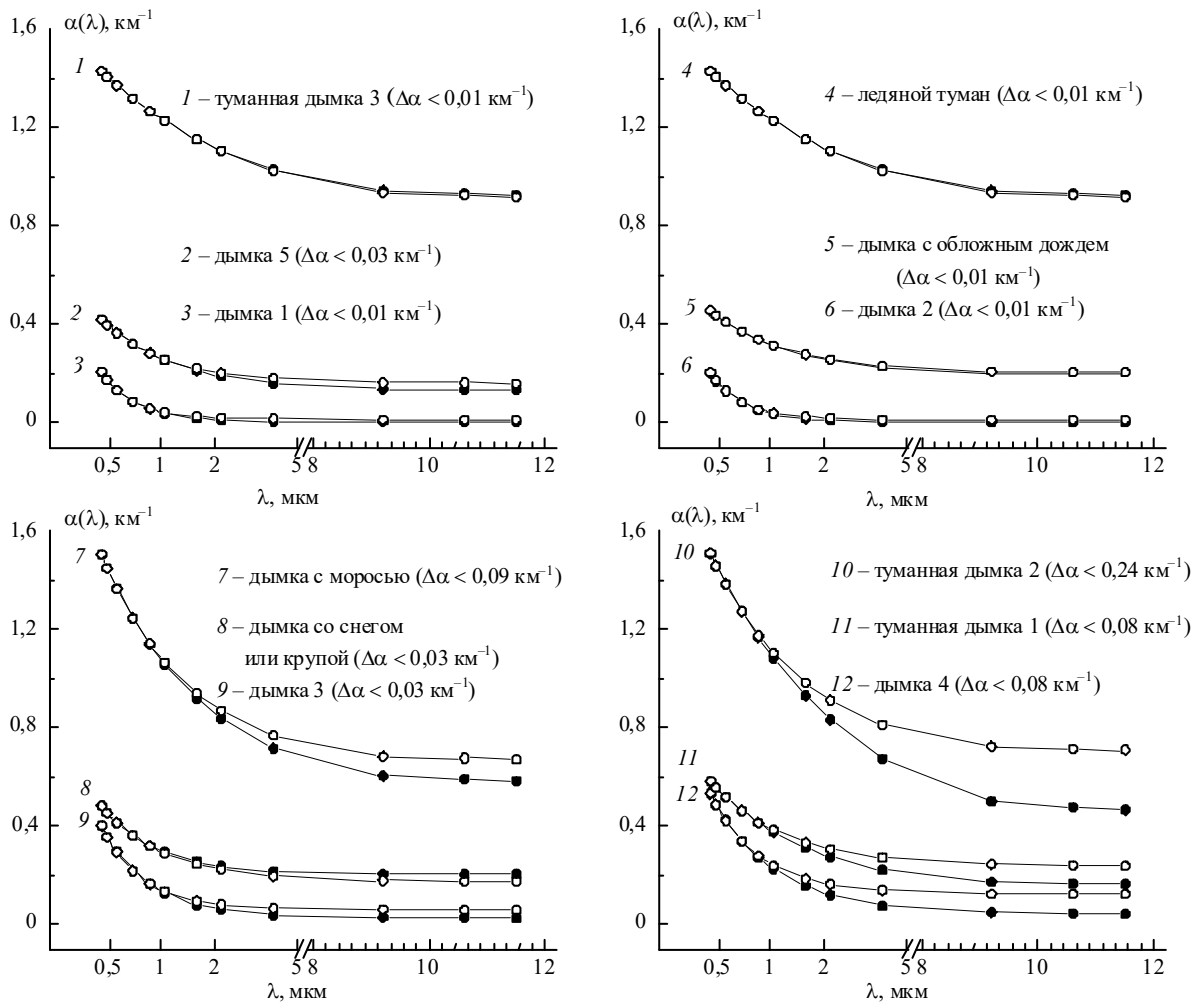 α(λ), км⁻¹
1,6
1
1 – туманная дымка 3 (Δα < 0,01 км⁻¹)
1,2
0,8
2 – дымка 5 (Δα < 0,03 км⁻¹)
3 – дымка 1 (Δα < 0,01 км⁻¹)
0,4
2
3
0
0,5 1 2 5 8 10 12
λ, мкм
α(λ), км⁻¹
1,6
4
4 – ледяной туман (Δα < 0,01 км⁻¹)
1,2
0,8
5 – дымка с обложным дождем
(Δα < 0,01 км⁻¹)
6 – дымка 2 (Δα < 0,01 км⁻¹)
0,4
5
6
0
0,5 1 2 5 8 10 12
λ, мкм
α(λ), км⁻¹
1,6
7
7 – дымка с моросью (Δα < 0,09 км⁻¹)
8 – дымка со снегом
или крупой (Δα < 0,03 км⁻¹)
9 – дымка 3 (Δα < 0,03 км⁻¹)
1,2
0,8
8
0,4
9
0
0,5 1 2 5 8 10 12
λ, мкм
α(λ), км⁻¹
1,6
10
10 – туманная дымка 2 (Δα < 0,24 км⁻¹)
11 – туманная дымка 1 (Δα < 0,08 км⁻¹)
12 – дымка 4 (Δα < 0,08 км⁻¹)
1,2
0,8
11
12
0,4
0
0,5 1 2 5 8 10 12
λ, мкм